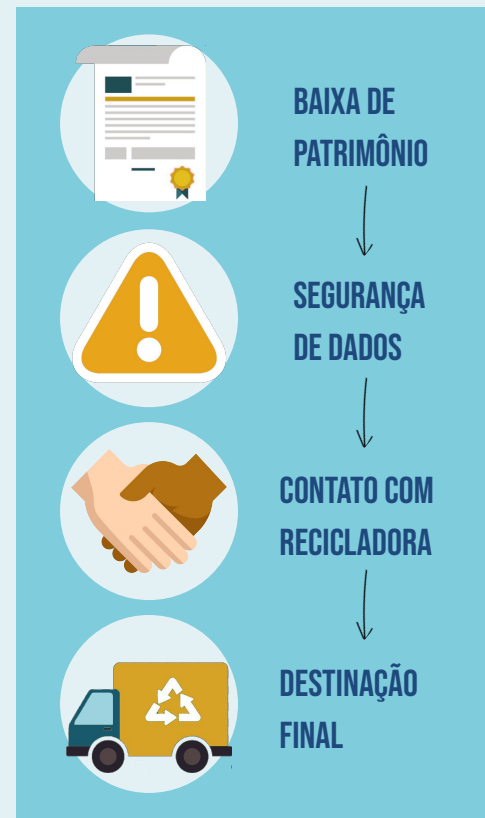 BAIXA DE
PATRIMÔNIO
SEGURANÇA
DE DADOS
CONTATO COM
RECICLADORA
DESTINAÇÃO
FINAL